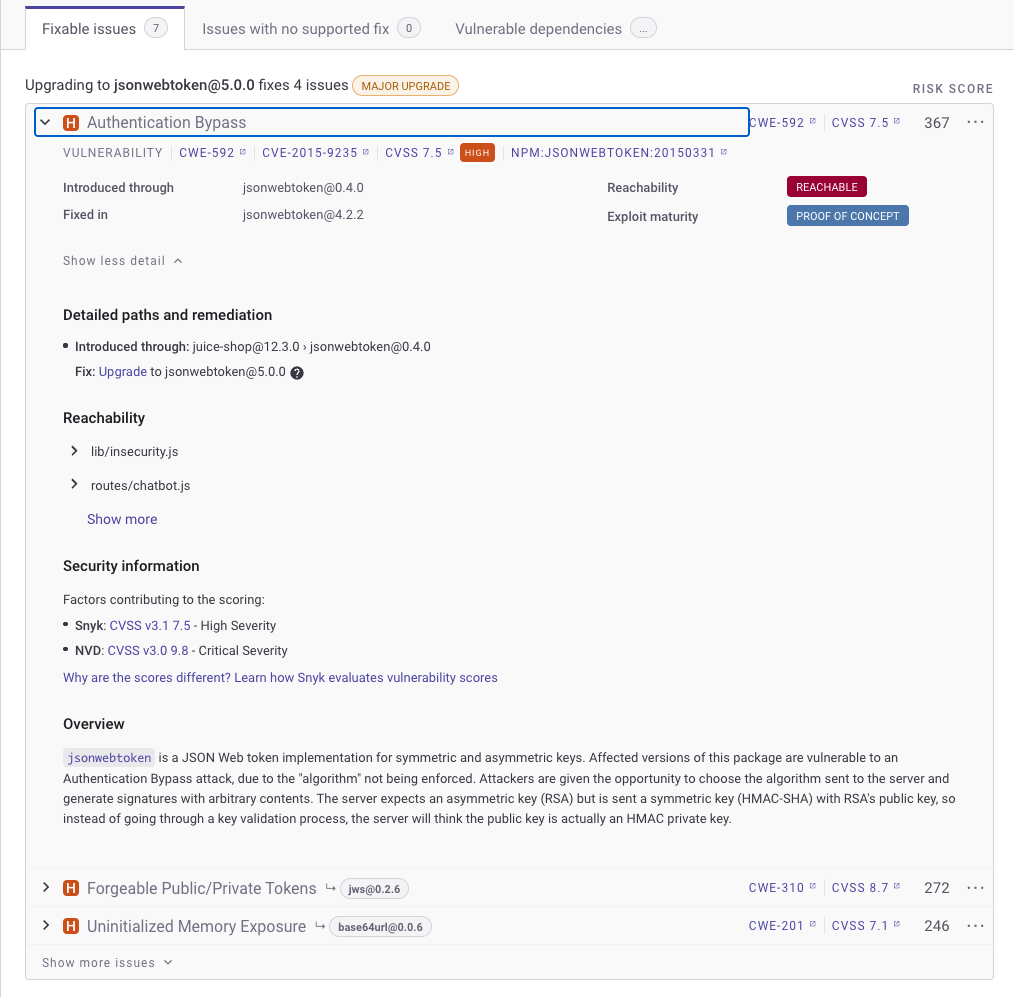 Fixable issues 7 Issues with no supported fix 0 Vulnerable dependencies ...
Upgrading to jsonwebtoken@5.0.0 fixes 4 issues MAJOR UPGRADE
RISK SCORE
H Authentication Bypass CWE-592 CVSS 7.5 367 ...
VULNERABILITY CWE-592 CVE-2015-9235 CVSS 7.5 HIGH NPM:JSONWEBTOKEN:20150331
Introduced through jsonwebtoken@0.4.0 Reachability REACHABLE
Fixed in jsonwebtoken@4.2.2 Exploit maturity PROOF OF CONCEPT
Show less detail
Detailed paths and remediation
• Introduced through: juice-shop@12.3.0 › jsonwebtoken@0.4.0
Fix: Upgrade to jsonwebtoken@5.0.0 ?
Reachability
lib/insecurity.js
routes/chatbot.js
Show more
Security information
Factors contributing to the scoring:
• Snyk: CVSS v3.1 7.5 - High Severity
• NVD: CVSS v3.0 9.8 - Critical Severity
Why are the scores different? Learn how Snyk evaluates vulnerability scores
Overview
jsonwebtoken is a JSON Web token implementation for symmetric and asymmetric keys. Affected versions of this package are vulnerable to an
Authentication Bypass attack, due to the "algorithm" not being enforced. Attackers are given the opportunity to choose the algorithm sent to the server and
generate signatures with arbitrary contents. The server expects an asymmetric key (RSA) but is sent a symmetric key (HMAC-SHA) with RSA's public key, so
instead of going through a key validation process, the server will think the public key is actually an HMAC private key.
H Forgeable Public/Private Tokens ↳ jws@0.2.6 CWE-310 CVSS 8.7 272 ...
H Uninitialized Memory Exposure ↳ base64url@0.0.6 CWE-201 CVSS 7.1 246 ...
Show more issues